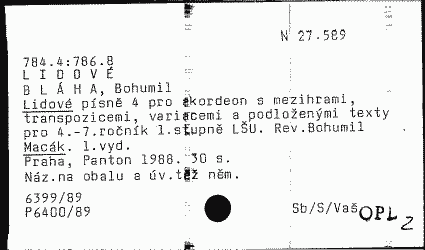 N 27.589
784.4:786.8
L I D O V É
B L Á H A, Bohumil
Lidové písně 4 pro akordeon s mezihrami,
transpozicemi, variacemi a podloženými texty
pro 4.-7.ročník 1.stupně LŠU. Rev.Bohumil
Macák. 1.vyd.
Praha, Panton 1988. 30 s.
Náz.na obalu a úv.též něm.
6399/89
P6400/89
Sb/S/Vaš OPL 2